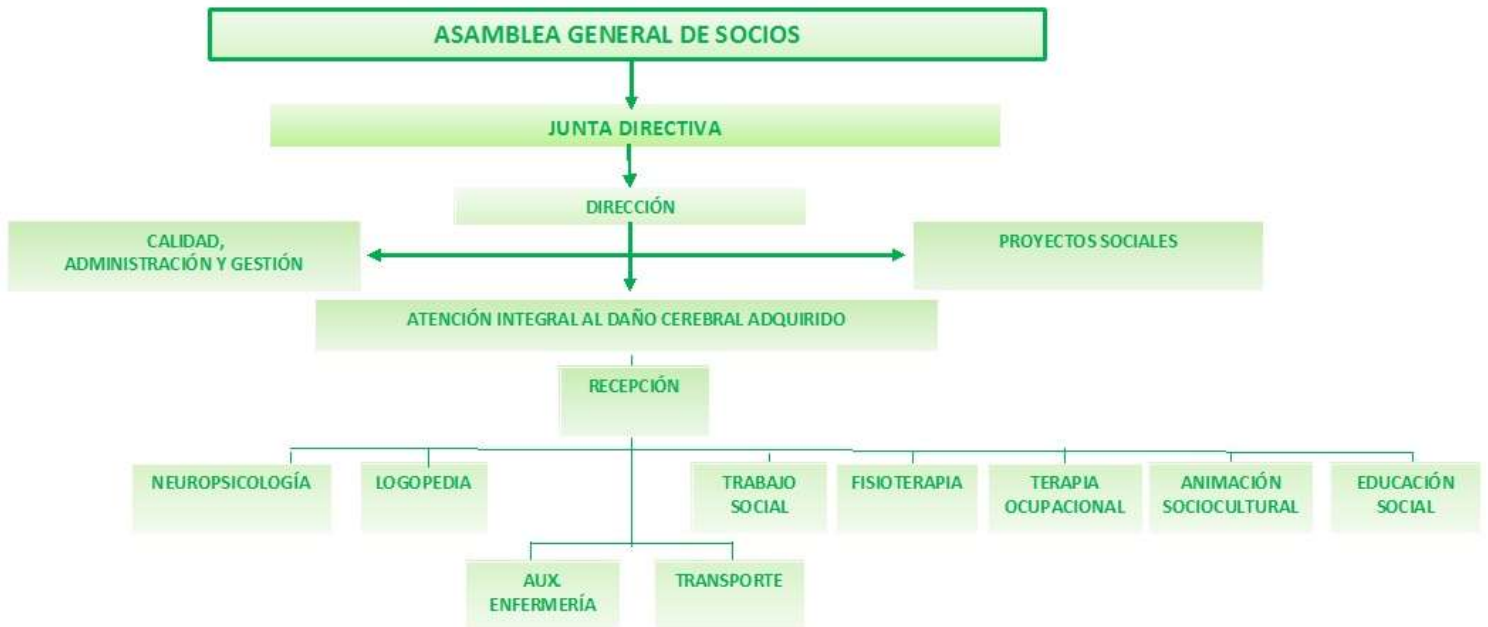 ASAMBLEA GENERAL DE SOCIOS
JUNTA DIRECTIVA
DIRECCIÓN
CALIDAD,
ADMINISTRACIÓN Y GESTIÓN
PROYECTOS SOCIALES
ATENCIÓN INTEGRAL AL DAÑO CEREBRAL ADQUIRIDO
RECEPCIÓN
NEUROPSICOLOGÍA
LOGOPEDIA
TRABAJO
SOCIAL
FISIOTERAPIA
TERAPIA
OCUPACIONAL
ANIMACIÓN
SOCIOCULTURAL
EDUCACIÓN
SOCIAL
AUX.
ENFERMERÍA
TRANSPORTE